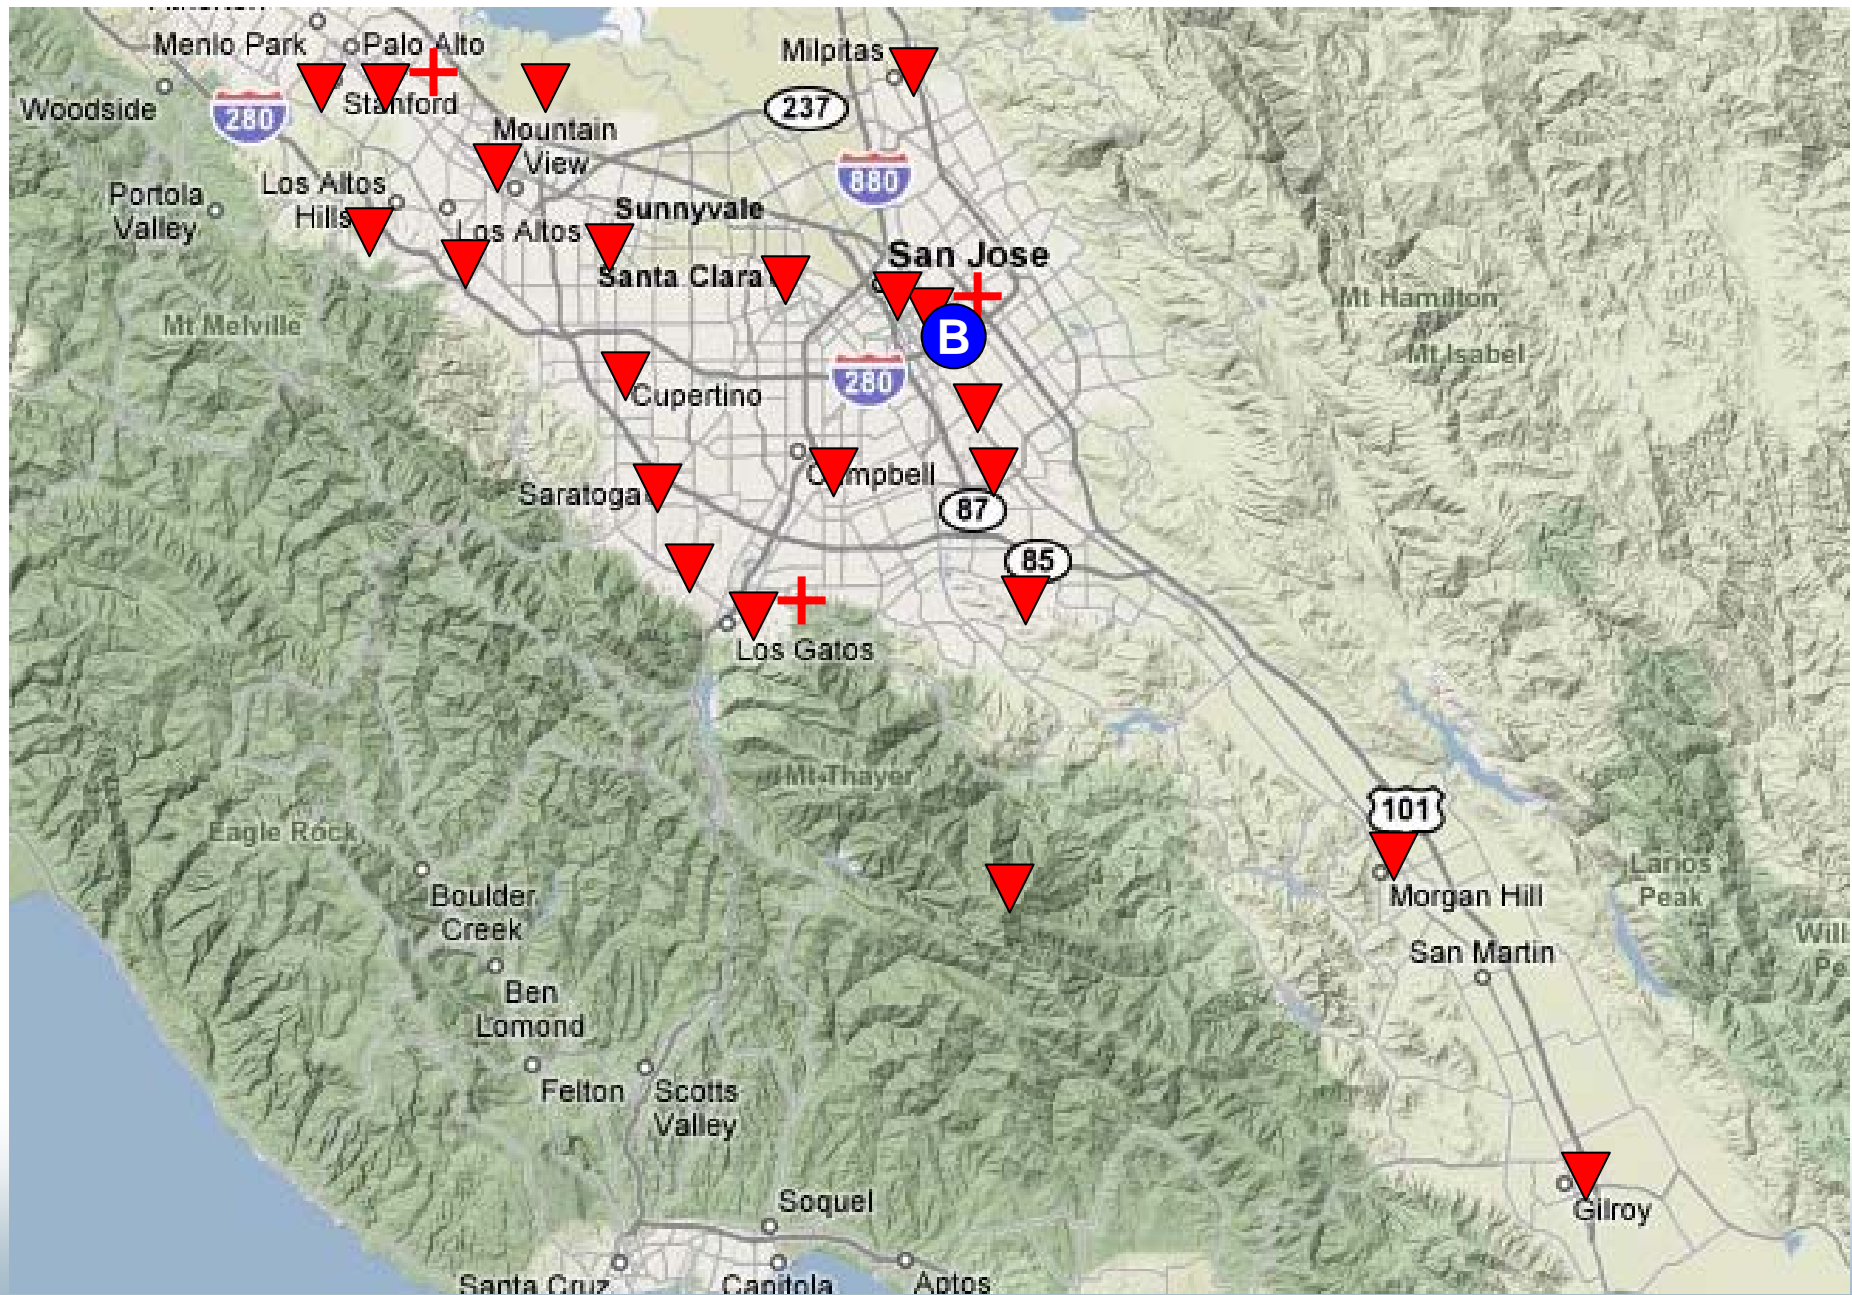 Menlo Park
Palo Alto
Milpitas
Woodside
280
Stanford
237
Mountain
View
880
Los Altos
Hills
Portola
Valley
Sunnyvale
Los Altos
San Jose
Santa Clara
Mt Hamilton
Mt Melville
B
Mt Isabel
280
Cupertino
Campbell
Saratoga
87
85
Los Gatos
Mt Thayer
101
Eagle Rock
Larios
Peak
Boulder
Creek
Morgan Hill
Will
Pe
San Martin
Ben
Lomond
Felton
Scotts
Valley
Soquel
Gilroy
Santa Cruz
Capitola
Aptos